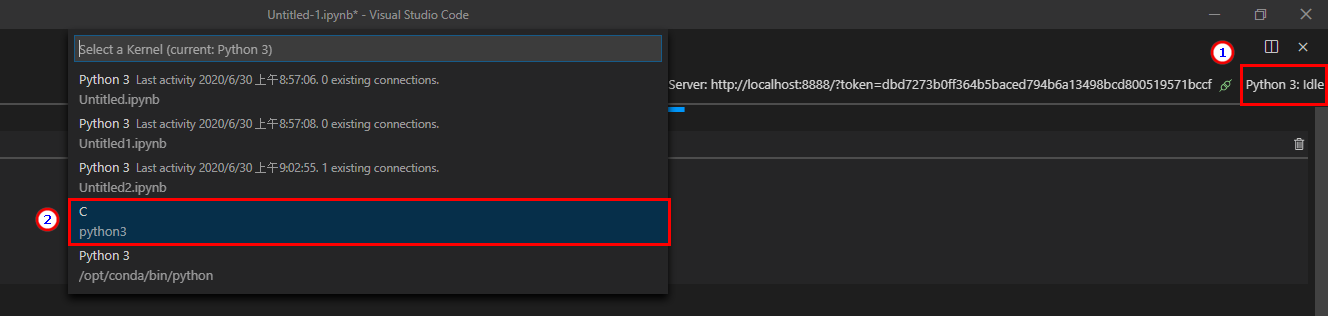 Untitled-1.ipynb* - Visual Studio Code
Select a Kernel (current: Python 3)
1
Server: http://localhost:8888/?token=dbd7273b0ff364b5baced794b6a13498bcd800519571bccf
Python 3: Idle
Python 3 Last activity 2020/6/30 上午8:57:06. 0 existing connections.
Untitled.ipynb
Python 3 Last activity 2020/6/30 上午8:57:08. 0 existing connections.
Untitled1.ipynb
Python 3 Last activity 2020/6/30 上午9:02:55. 1 existing connections.
Untitled2.ipynb
2
C
python3
Python 3
/opt/conda/bin/python